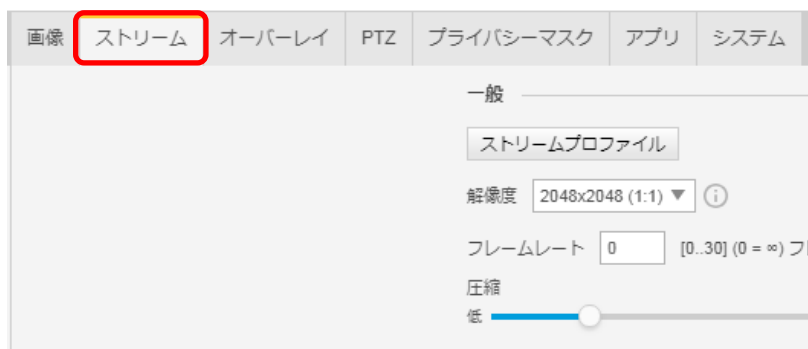 画像 ストリーム オーバーレイ PTZ プライバシーマスク アプリ システム
一般
ストリームプロファイル
解像度 2048x2048 (1:1)
フレームレート 0 [0..30] (0 = ∞) フ
圧縮
低